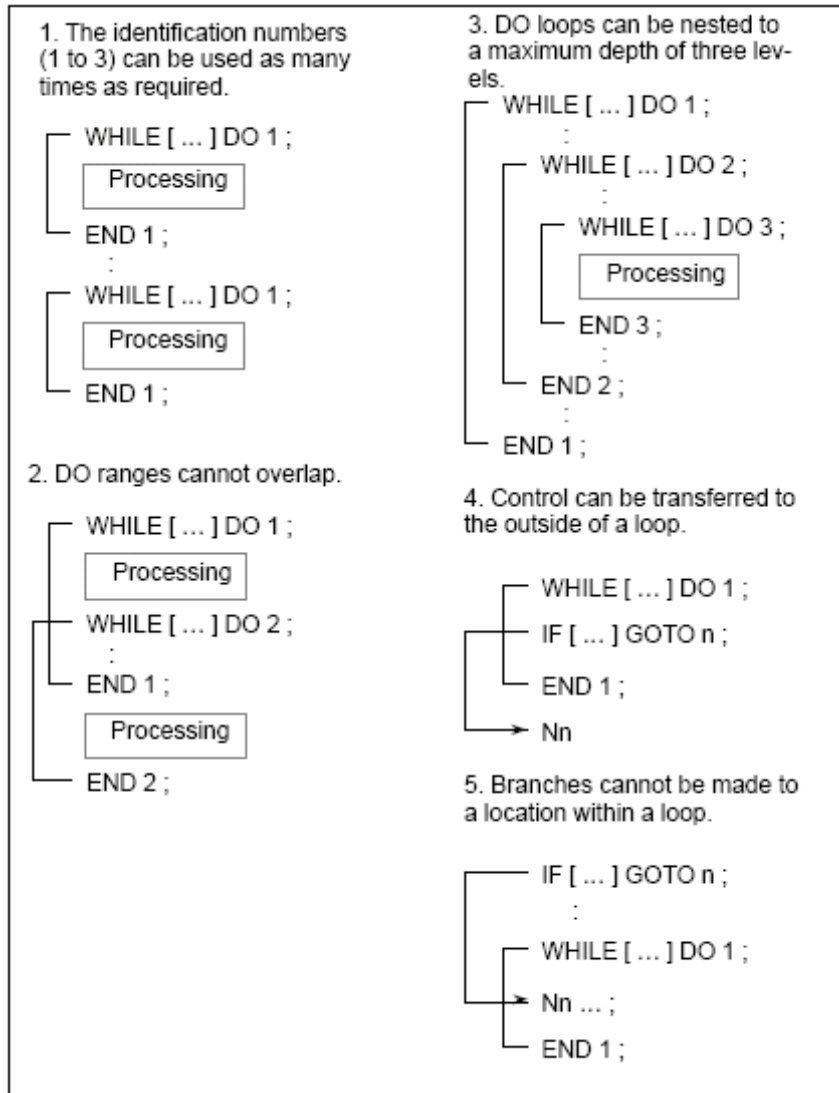 1. The identification numbers
(1 to 3) can be used as many
times as required.
WHILE [ ... ] DO 1 ;
Processing
END 1 ;
:
WHILE [ ... ] DO 1 ;
Processing
END 1 ;
2. DO ranges cannot overlap.
WHILE [ ... ] DO 1 ;
Processing
WHILE [ ... ] DO 2 ;
:
END 1 ;
Processing
END 2 ;
3. DO loops can be nested to
a maximum depth of three lev-
els.
WHILE [ ... ] DO 1 ;
:
WHILE [ ... ] DO 2 ;
:
WHILE [ ... ] DO 3 ;
Processing
END 3 ;
:
END 2 ;
:
END 1 ;
4. Control can be transferred to
the outside of a loop.
WHILE [ ... ] DO 1 ;
IF [ ... ] GOTO n ;
END 1 ;
Nn
5. Branches cannot be made to
a location within a loop.
IF [ ... ] GOTO n ;
:
WHILE [ ... ] DO 1 ;
Nn ... ;
END 1 ;